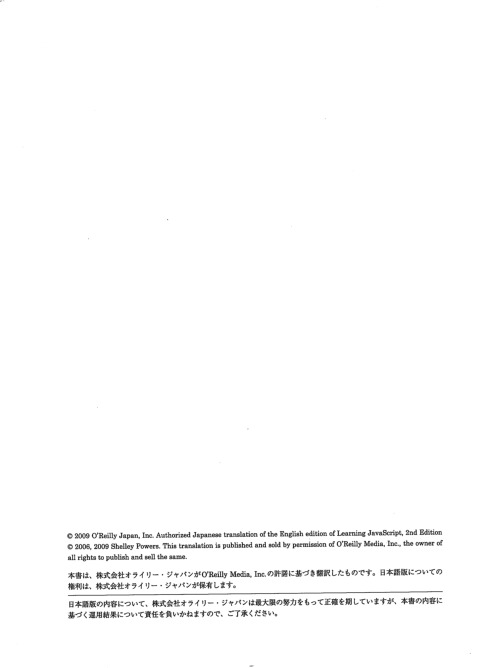 © 2009 O'Reilly Japan, Inc. Authorized Japanese translation of the English edition of Learning JavaScript, 2nd Edition
© 2006, 2009 Shelley Powers. This translation is published and sold by permission of O'Reilly Media, Inc., the owner of
all rights to publish and sell the same.
本書は、株式会社オライリー・ジャパンがO'Reilly Media, Inc.の許諾に基づき翻訳したものです。日本語版についての
権利は、株式会社オライリー・ジャパンが保有します。
日本語版の内容について、株式会社オライリー・ジャパンは最大限の努力をもって正確を期していますが、本書の内容に
基づく運用結果について責任を負いかねますので、ご了承ください。